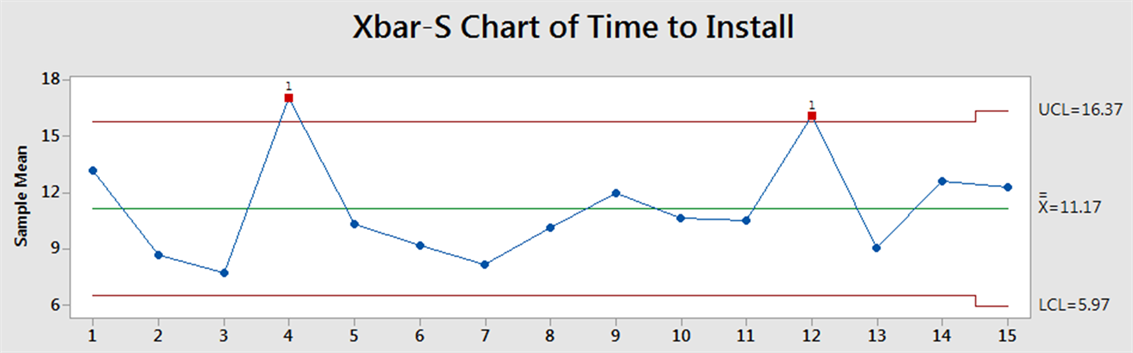 Xbar-S Chart of Time to Install
Sample Mean
18
15
12
9
6
1
1
UCL=16.37
X̿=11.17
LCL=5.97
1 2 3 4 5 6 7 8 9 10 11 12 13 14 15